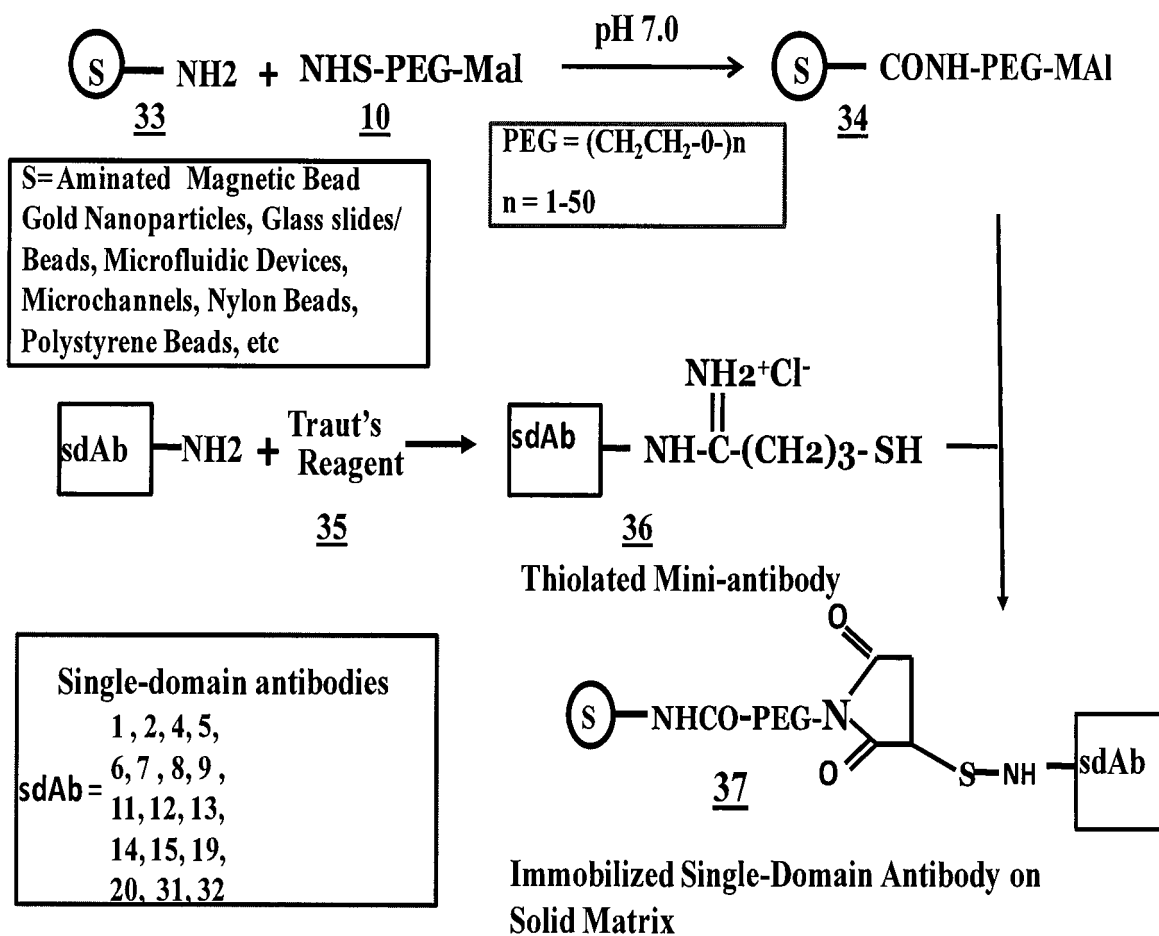 S NH2 + NHS-PEG-Mal pH 7.0 S CONH-PEG-MAl
33 10 34
PEG = (CH₂CH₂-0-)n
n = 1-50
S= Aminated Magnetic Bead
Gold Nanoparticles, Glass slides/
Beads, Microfluidic Devices,
Microchannels, Nylon Beads,
Polystyrene Beads, etc
NH2⁺Cl⁻
sdAb -NH2 + Traut's sdAb NH-C-(CH2)3- SH
Reagent
35 36
Thiolated Mini-antibody
Single-domain antibodies
sdAb =
1 , 2, 4, 5,
6, 7 , 8, 9 ,
11, 12, 13,
14, 15, 19,
20, 31, 32
O
S NHCO-PEG-N
O S NH sdAb
37
Immobilized Single-Domain Antibody on
Solid Matrix